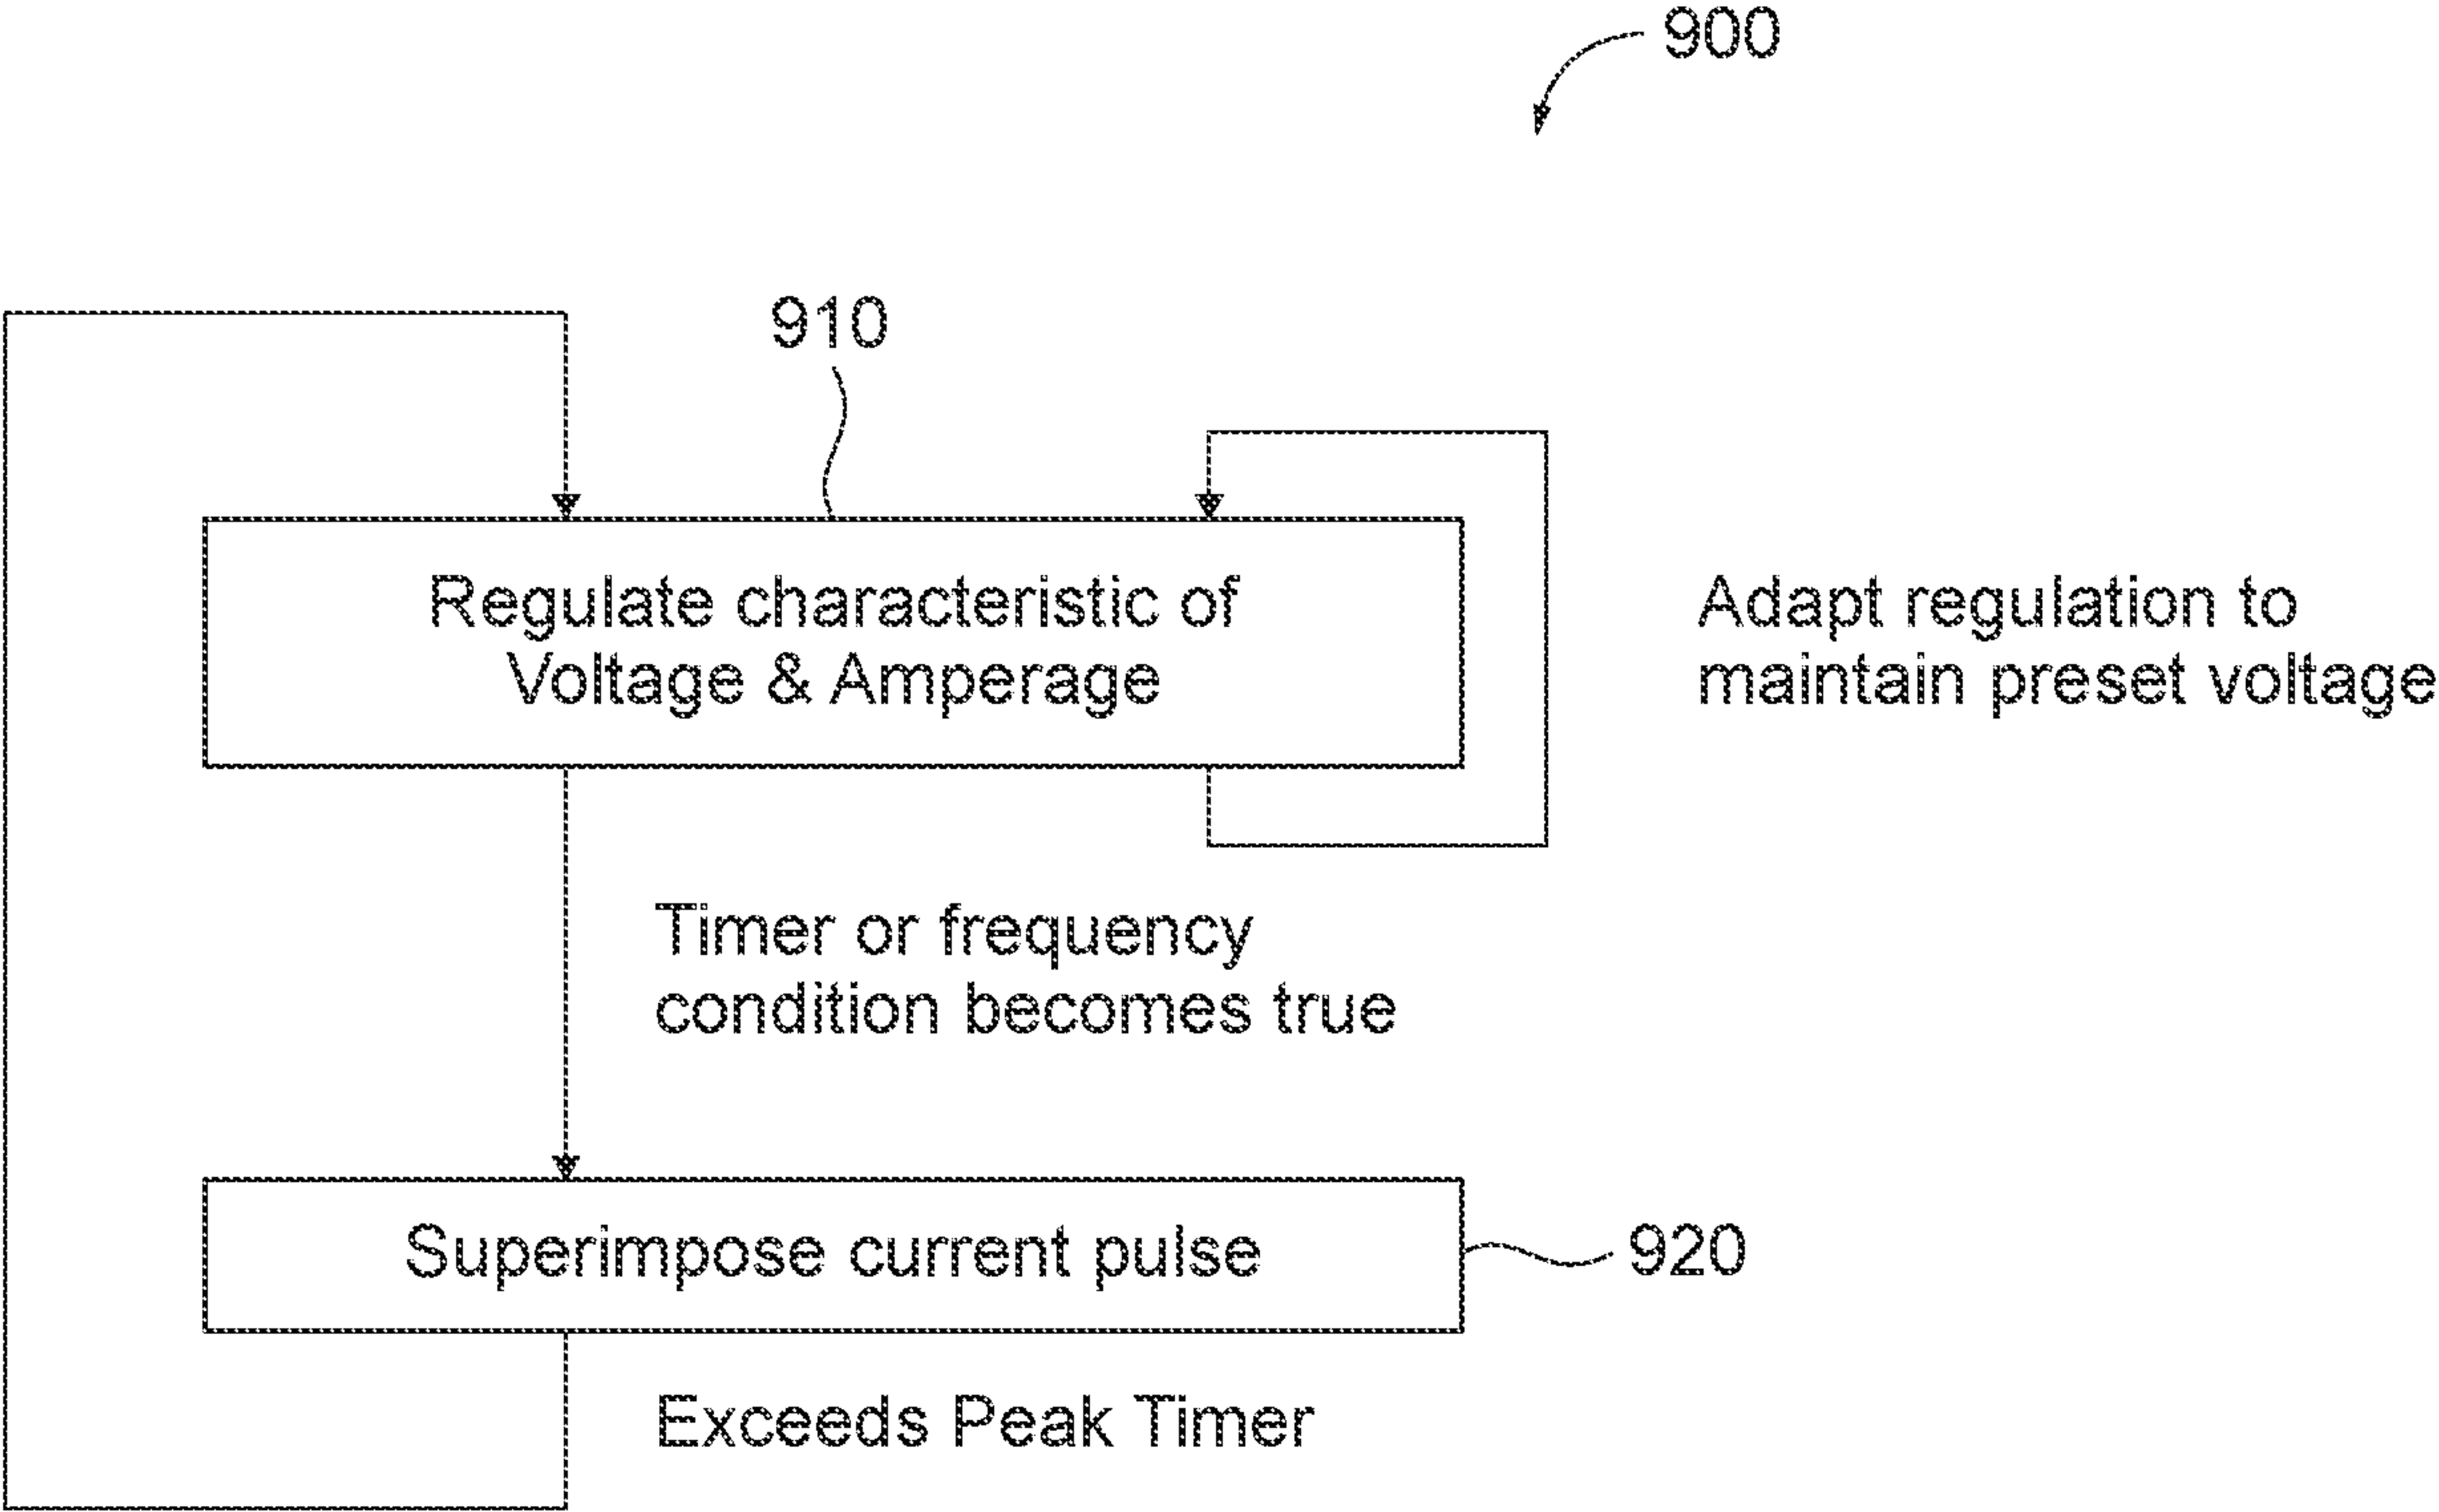 900
910
Regulate characteristic of
Voltage & Amperage
Adapt regulation to
maintain preset voltage
Timer or frequency
condition becomes true
Superimpose current pulse
920
Exceeds Peak Timer